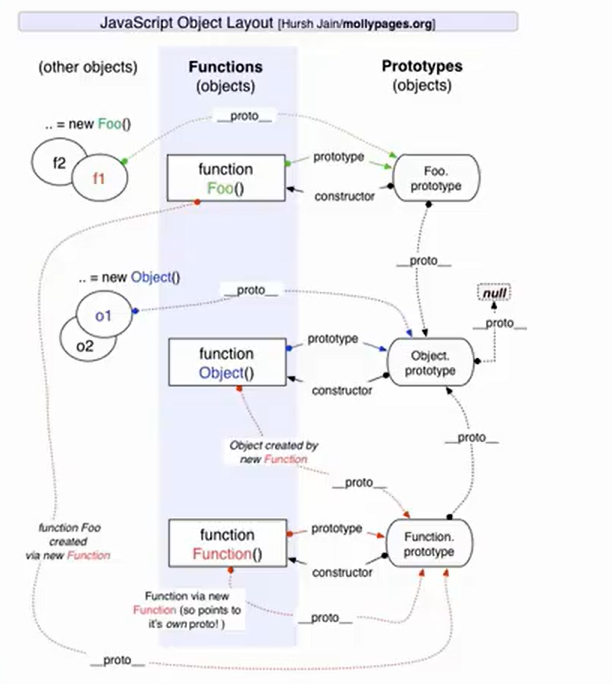 JavaScript Object Layout [Hursh Jain/mollypages.org]
(other objects)
Functions
(objects)
Prototypes
(objects)
.. = new Foo()
__proto__
f2
f1
function
Foo()
prototype
constructor
Foo.
prototype
__proto__
.. = new Object()
__proto__
null
__proto__
o1
o2
function
Object()
prototype
constructor
Object.
prototype
Object created by
new Function
__proto__
__proto__
function Foo
created
via new Function
function
Function()
prototype
constructor
Function.
prototype
Function via new
Function (so points to
it's own proto! )
__proto__
__proto__